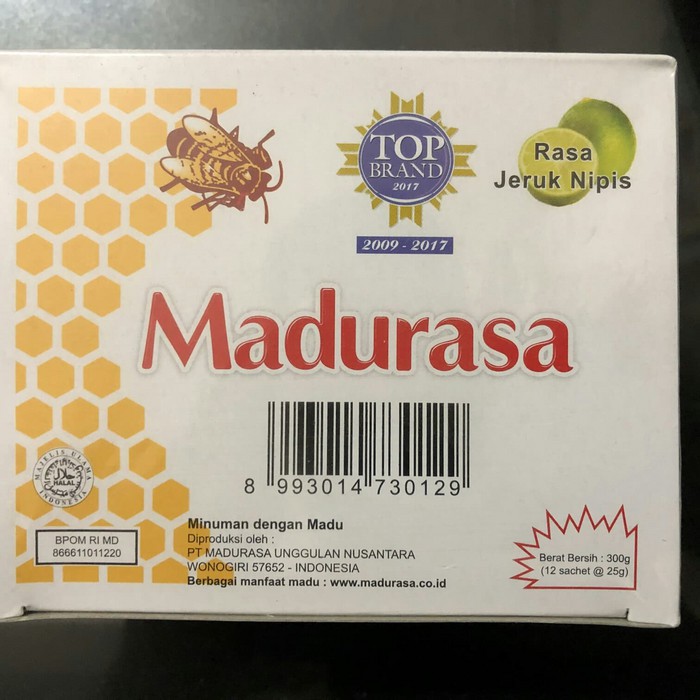 TOP
BRAND
2017
2009 - 2017
Rasa
Jeruk Nipis
Madurasa
8 993014 730129
MAJELIS ULAMA
HALAL
INDONESIA
BPOM RI MD
866611011220
Minuman dengan Madu
Diproduksi oleh :
PT MADURASA UNGGULAN NUSANTARA
WONOGIRI 57652 - INDONESIA
Berbagai manfaat madu : www.madurasa.co.id
Berat Bersih : 300g
(12 sachet @ 25g)